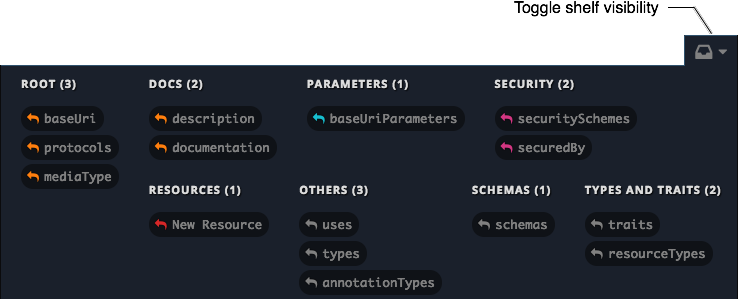 Toggle shelf visibility
ROOT (3)
baseUri
protocols
mediaType
DOCS (2)
description
documentation
PARAMETERS (1)
baseUriParameters
SECURITY (2)
securitySchemes
securedBy
RESOURCES (1)
New Resource
OTHERS (3)
uses
types
annotationTypes
SCHEMAS (1)
schemas
TYPES AND TRAITS (2)
traits
resourceTypes